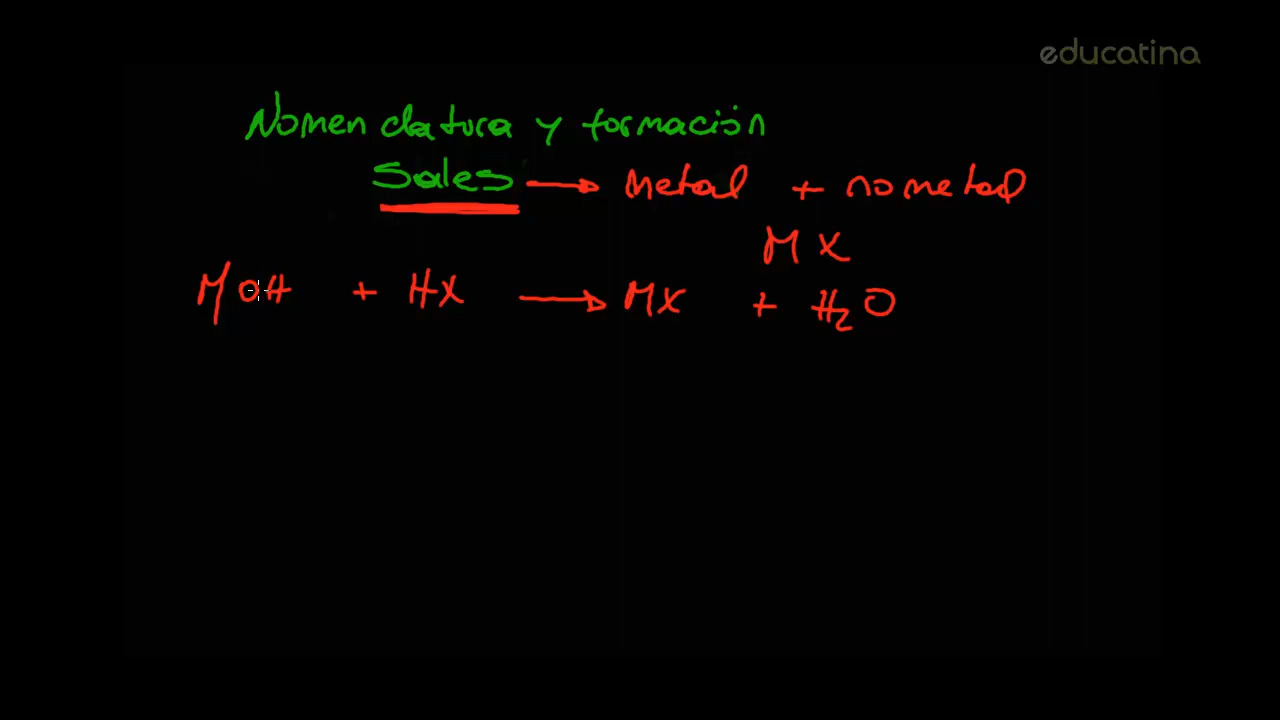 educatina
Nomenclatura y formación
Sales → Metal + no metal
MX
MOH + HX → MX + H₂O